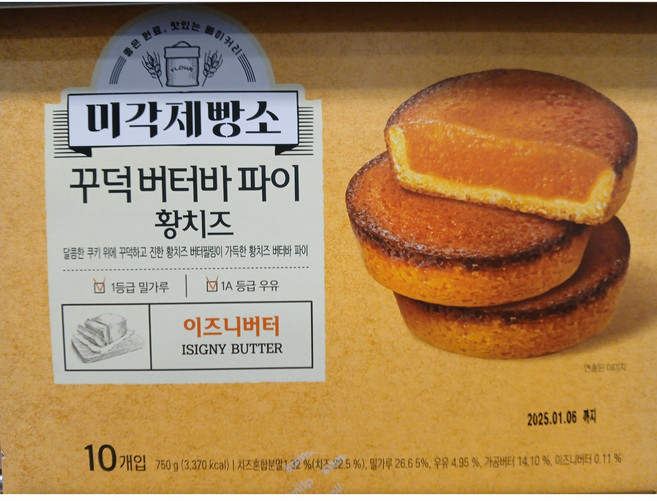 좋은 원료, 맛있는 베이커리
FLOUR
미각제빵소
꾸덕 버터바 파이
황치즈
달콤한 쿠키 위에 꾸덕하고 진한 황치즈 버터필링이 가득한 황치즈 버터바 파이
1등급 밀가루 1A 등급 우유
이즈니버터
ISIGNY BUTTER
연출된 이미지
2025.01.06 까지
10개입 750 g (3,370 kcal) | 치즈혼합분말1.32 %(치즈 22.5 %), 밀가루 26.6 5%, 우유 4.95 %, 가공버터 14.10 %, 이즈니버터 0.11 %